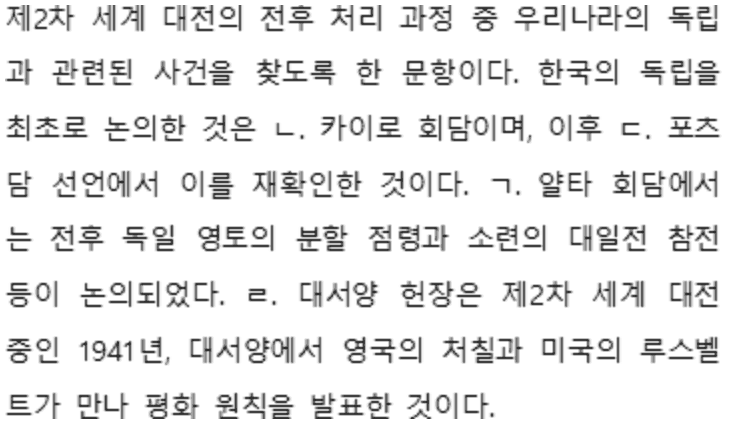 제2차 세계 대전의 전후 처리 과정 중 우리나라의 독립
과 관련된 사건을 찾도록 한 문항이다. 한국의 독립을
최초로 논의한 것은 ㄴ. 카이로 회담이며, 이후 ㄷ. 포츠
담 선언에서 이를 재확인한 것이다. ㄱ. 얄타 회담에서
는 전후 독일 영토의 분할 점령과 소련의 대일전 참전
등이 논의되었다. ㄹ. 대서양 헌장은 제2차 세계 대전
중인 1941년, 대서양에서 영국의 처칠과 미국의 루스벨
트가 만나 평화 원칙을 발표한 것이다.